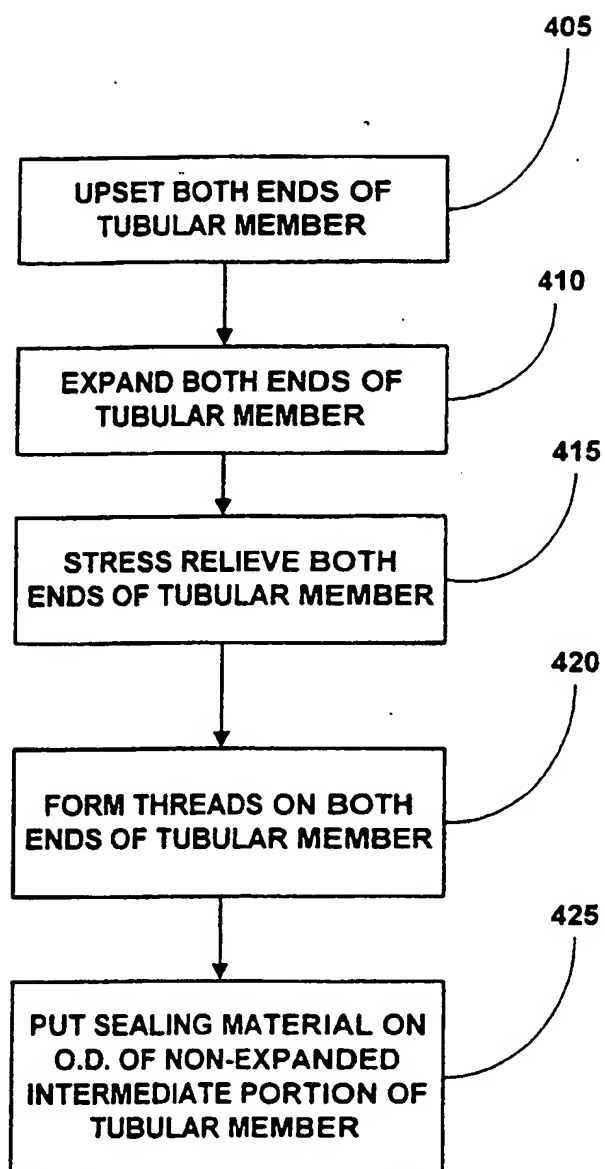 405
UPSET BOTH ENDS OF
TUBULAR MEMBER
410
EXPAND BOTH ENDS OF
TUBULAR MEMBER
415
STRESS RELIEVE BOTH
ENDS OF TUBULAR MEMBER
420
FORM THREADS ON BOTH
ENDS OF TUBULAR MEMBER
425
PUT SEALING MATERIAL ON
O.D. OF NON-EXPANDED
INTERMEDIATE PORTION OF
TUBULAR MEMBER